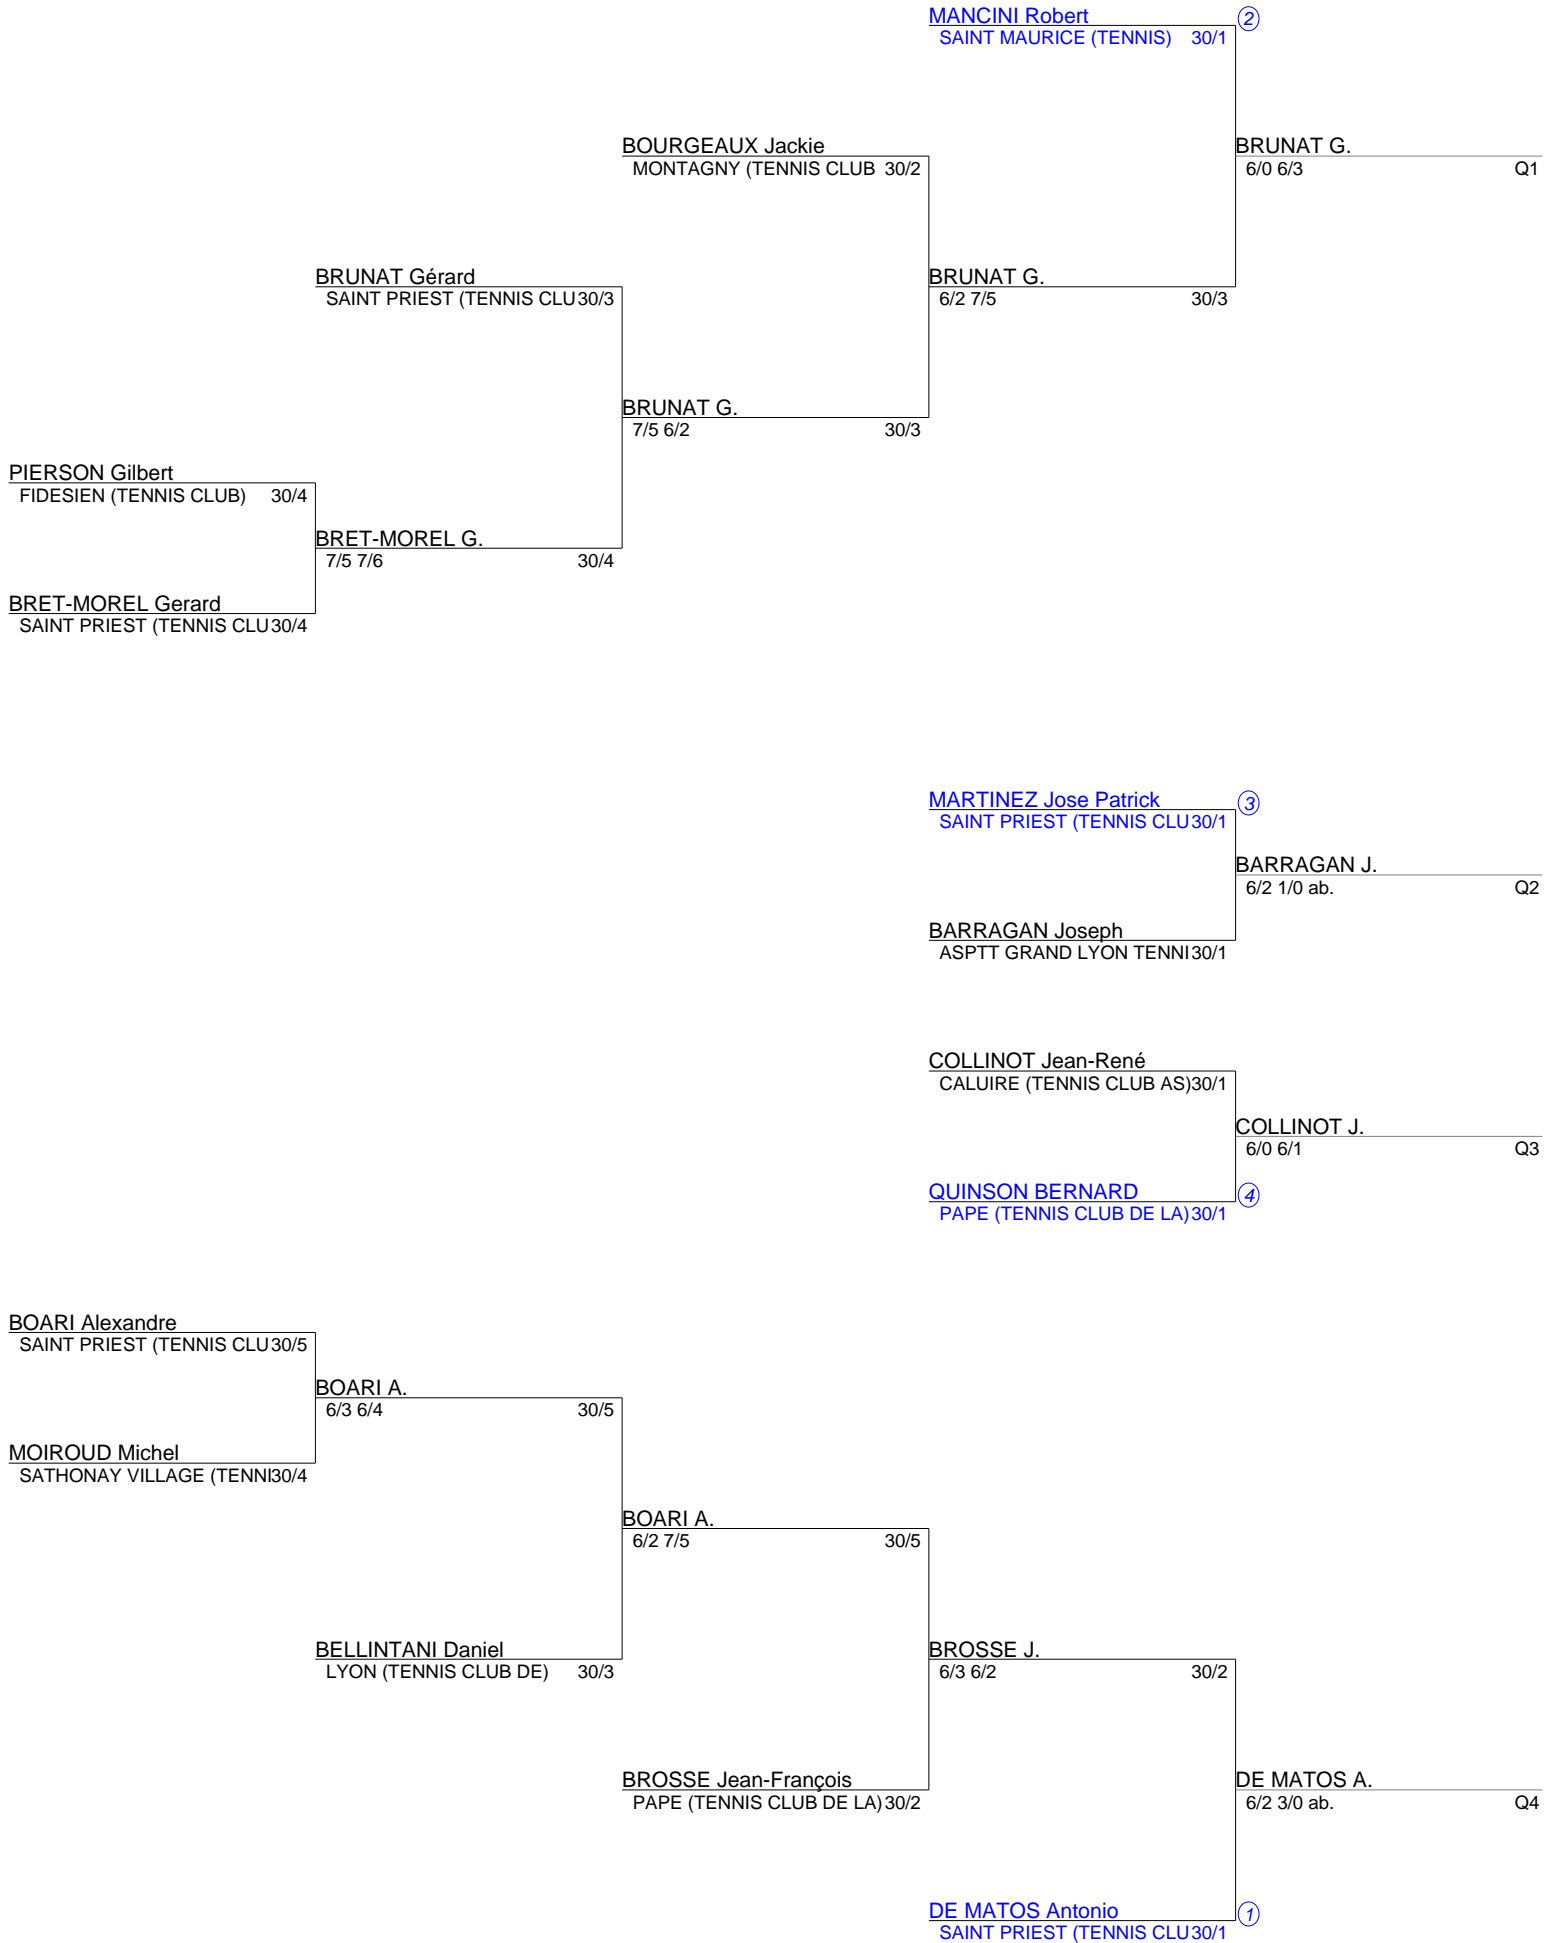 MANCINI Robert 2
SAINT MAURICE (TENNIS) 30/1
BOURGEAUX Jackie BRUNAT G.
MONTAGNY (TENNIS CLUB 30/2 6/0 6/3 Q1
BRUNAT Gérard BRUNAT G.
SAINT PRIEST (TENNIS CLU 30/3 6/2 7/5 30/3
BRUNAT G.
7/5 6/2 30/3
PIERSON Gilbert
FIDESIEN (TENNIS CLUB) 30/4
BRET-MOREL G.
7/5 7/6 30/4
BRET-MOREL Gerard
SAINT PRIEST (TENNIS CLU 30/4
MARTINEZ Jose Patrick 3
SAINT PRIEST (TENNIS CLU 30/1
BARRAGAN J.
6/2 1/0 ab. Q2
BARRAGAN Joseph
ASPTT GRAND LYON TENNI 30/1
COLLINOT Jean-René
CALUIRE (TENNIS CLUB AS) 30/1
COLLINOT J.
6/0 6/1 Q3
QUINSON BERNARD 4
PAPE (TENNIS CLUB DE LA) 30/1
BOARI Alexandre
SAINT PRIEST (TENNIS CLU 30/5
BOARI A.
6/3 6/4 30/5
MOIROUD Michel
SATHONAY VILLAGE (TENNI 30/4
BOARI A.
6/2 7/5 30/5
BELLINTANI Daniel BROSSE J.
LYON (TENNIS CLUB DE) 30/3 6/3 6/2 30/2
BROSSE Jean-François DE MATOS A.
PAPE (TENNIS CLUB DE LA) 30/2 6/2 3/0 ab. Q4
DE MATOS Antonio 1
SAINT PRIEST (TENNIS CLU 30/1